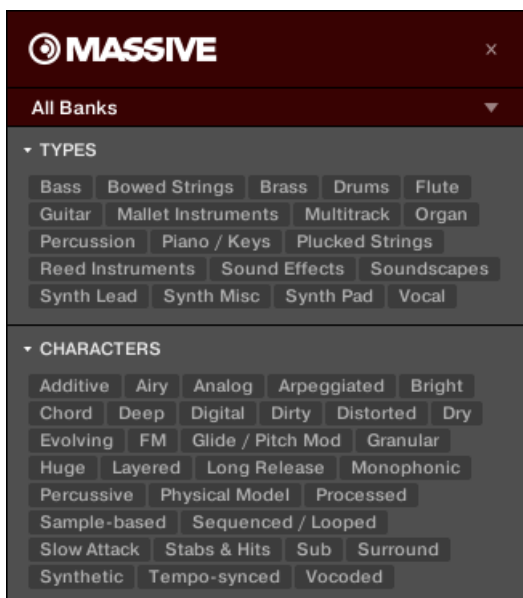 MASSIVE ×
All Banks
TYPES
Bass Bowed Strings Brass Drums Flute
Guitar Mallet Instruments Multitrack Organ
Percussion Piano / Keys Plucked Strings
Reed Instruments Sound Effects Soundscapes
Synth Lead Synth Misc Synth Pad Vocal
CHARACTERS
Additive Airy Analog Arpeggiated Bright
Chord Deep Digital Dirty Distorted Dry
Evolving FM Glide / Pitch Mod Granular
Huge Layered Long Release Monophonic
Percussive Physical Model Processed
Sample-based Sequenced / Looped
Slow Attack Stabs & Hits Sub Surround
Synthetic Tempo-synced Vocoded